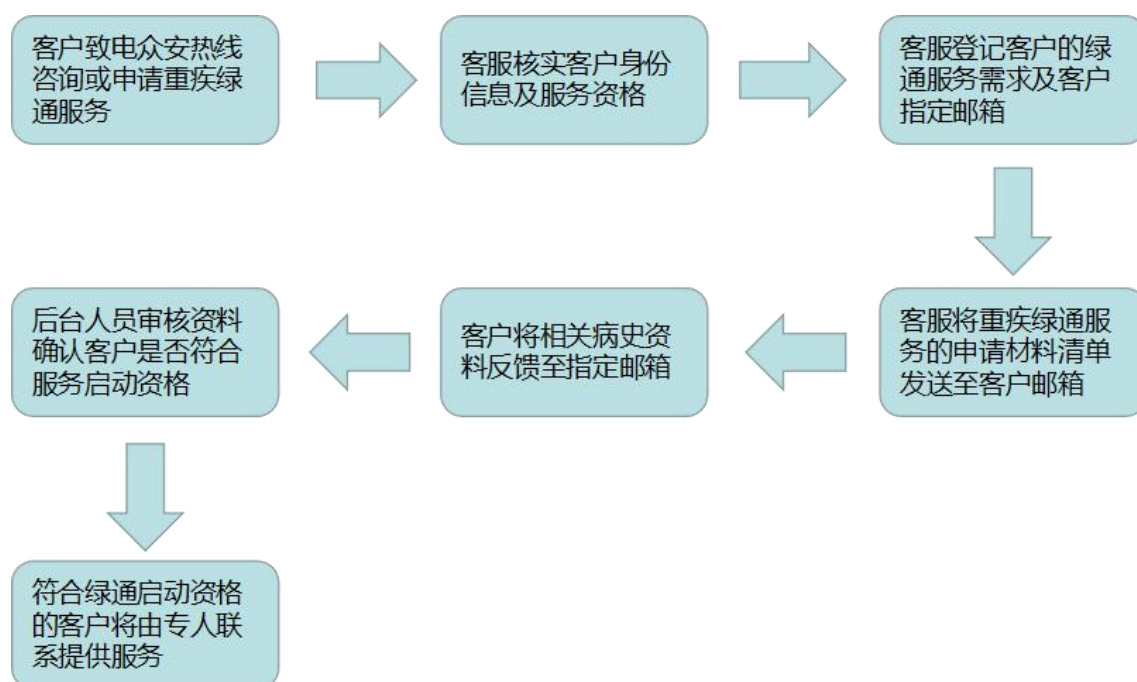 客户致电众安热线
咨询或申请重疾绿
通服务
客服核实客户身份
信息及服务资格
客服登记客户的绿
通服务需求及客户
指定邮箱
客服将重疾绿通服
务的申请材料清单
发送至客户邮箱
客户将相关病史资
料反馈至指定邮箱
后台人员审核资料
确认客户是否符合
服务启动资格
符合绿通启动资格
的客户将由专人联
系提供服务